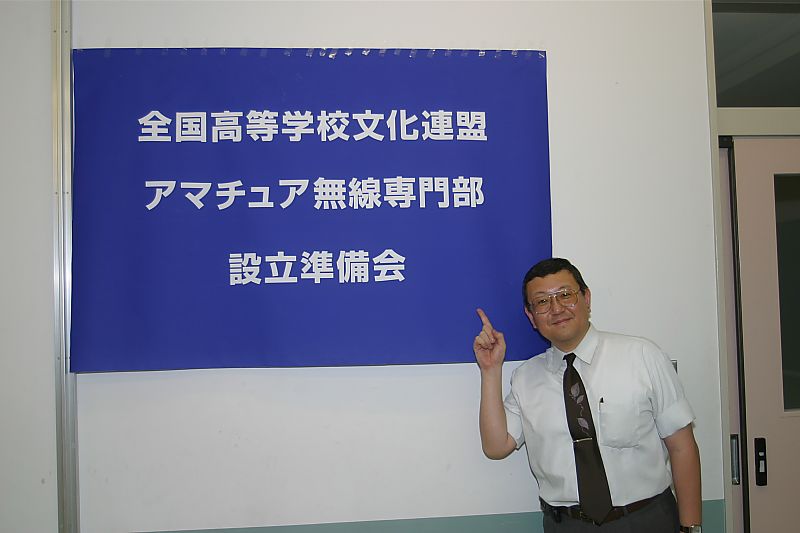 全国高等学校文化連盟
アマチュア無線専門部
設立準備会